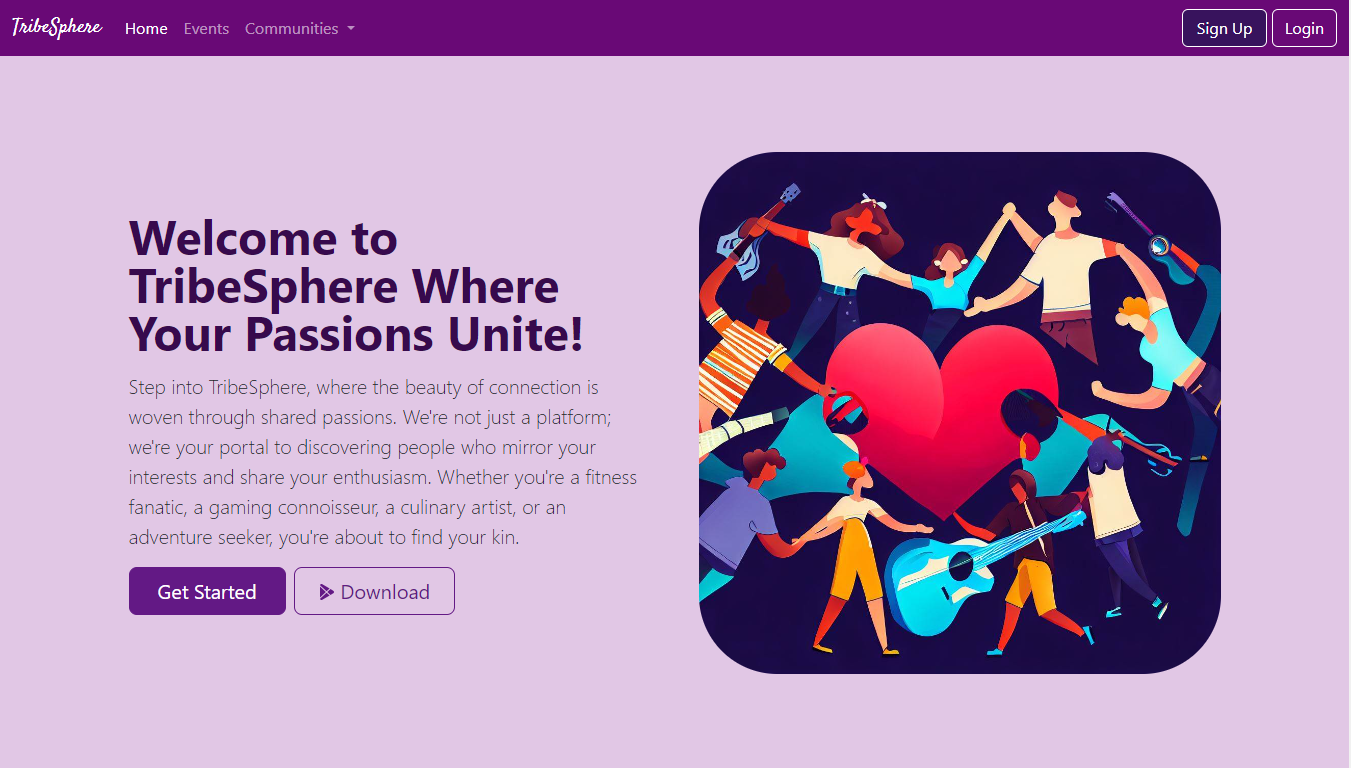 TribeSphere Home Events Communities Sign Up Login
Welcome to
TribeSphere Where
Your Passions Unite!
Step into TribeSphere, where the beauty of connection is
woven through shared passions. We're not just a platform;
we're your portal to discovering people who mirror your
interests and share your enthusiasm. Whether you're a fitness
fanatic, a gaming connoisseur, a culinary artist, or an
adventure seeker, you're about to find your kin.
Get Started Download